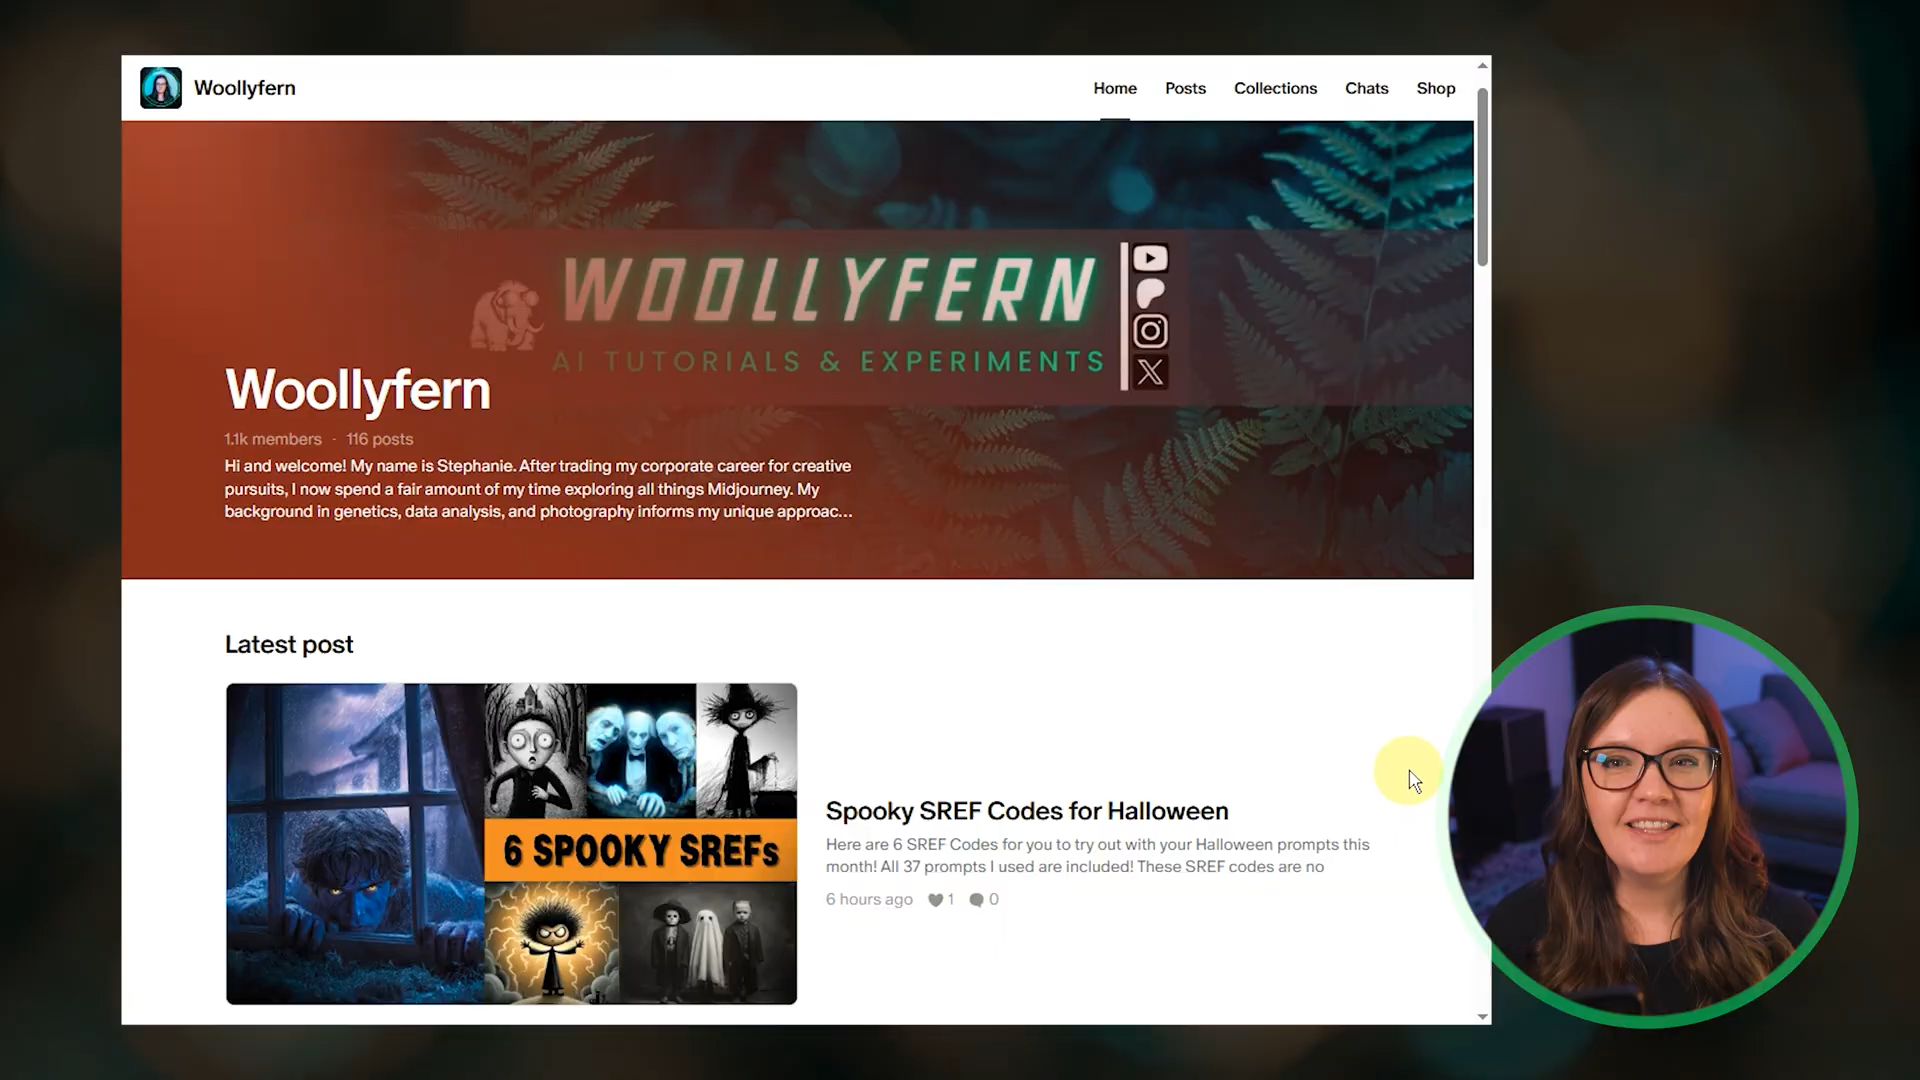 Woollyfern
Home Posts Collections Chats Shop
WOOLLYFERN
AI TUTORIALS & EXPERIMENTS
Woollyfern
1.1k members · 116 posts
Hi and welcome! My name is Stephanie. After trading my corporate career for creative
pursuits, I now spend a fair amount of my time exploring all things Midjourney. My
background in genetics, data analysis, and photography informs my unique approac...
Latest post
6 SPOOKY SREFs
Spooky SREF Codes for Halloween
Here are 6 SREF Codes for you to try out with your Halloween prompts this
month! All 37 prompts I used are included! These SREF codes are no
6 hours ago 1 0